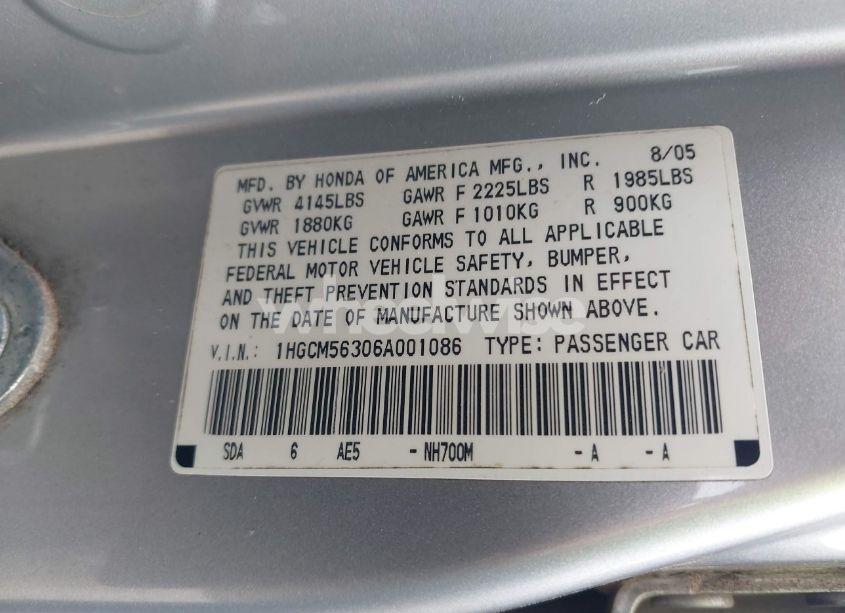 MFD. BY HONDA OF AMERICA MFG., INC. 8/05
GVWR 4145LBS GAWR F 2225LBS R 1985LBS
GVWR 1880KG GAWR F 1010KG R 900KG
THIS VEHICLE CONFORMS TO ALL APPLICABLE
FEDERAL MOTOR VEHICLE SAFETY, BUMPER,
AND THEFT PREVENTION STANDARDS IN EFFECT
ON THE DATE OF MANUFACTURE SHOWN ABOVE.
wheelwise
V.I.N.: 1HGCM56306A001086 TYPE: PASSENGER CAR
SDA 6 AE5 - NH700M - A - A